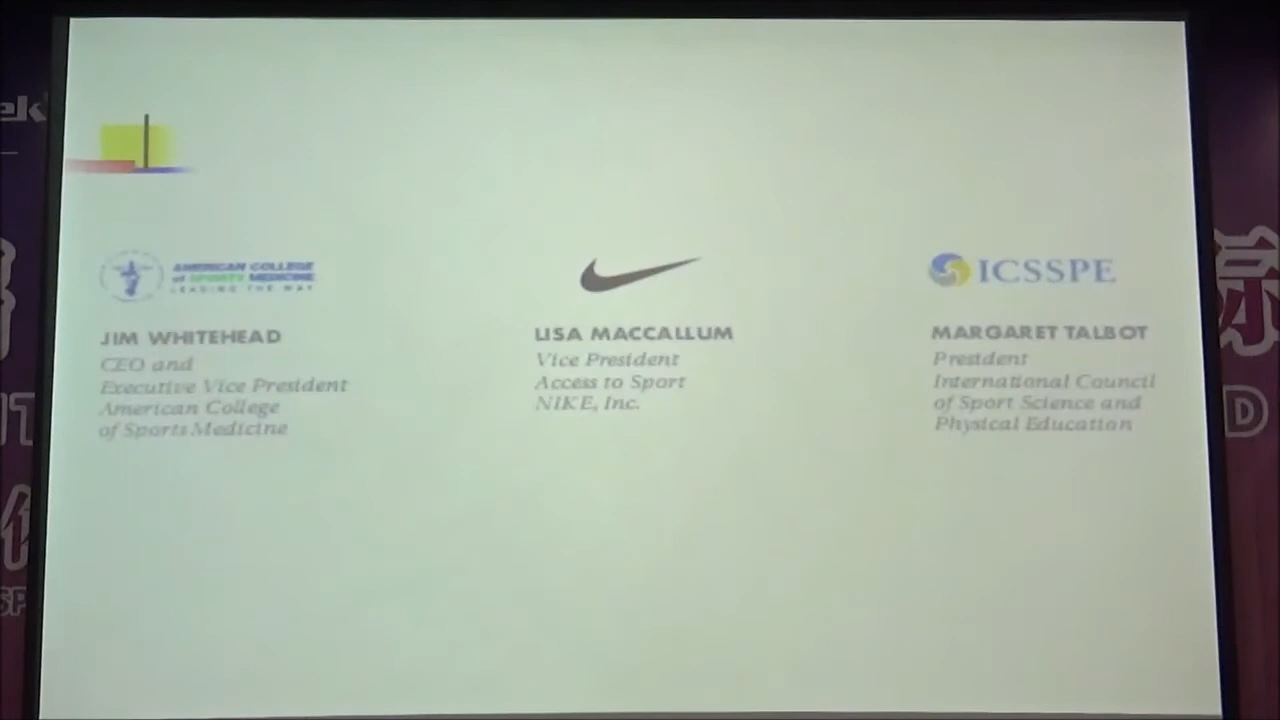 AMERICAN COLLEGE
of SPORTS MEDICINE
LEADING THE WAY
JIM WHITEHEAD
CEO and
Executive Vice President
American College
of Sports Medicine
LISA MACCALLUM
Vice President
Access to Sport
NIKE, Inc.
ICSSPE
MARGARET TALBOT
President
International Council
of Sport Science and
Physical Education